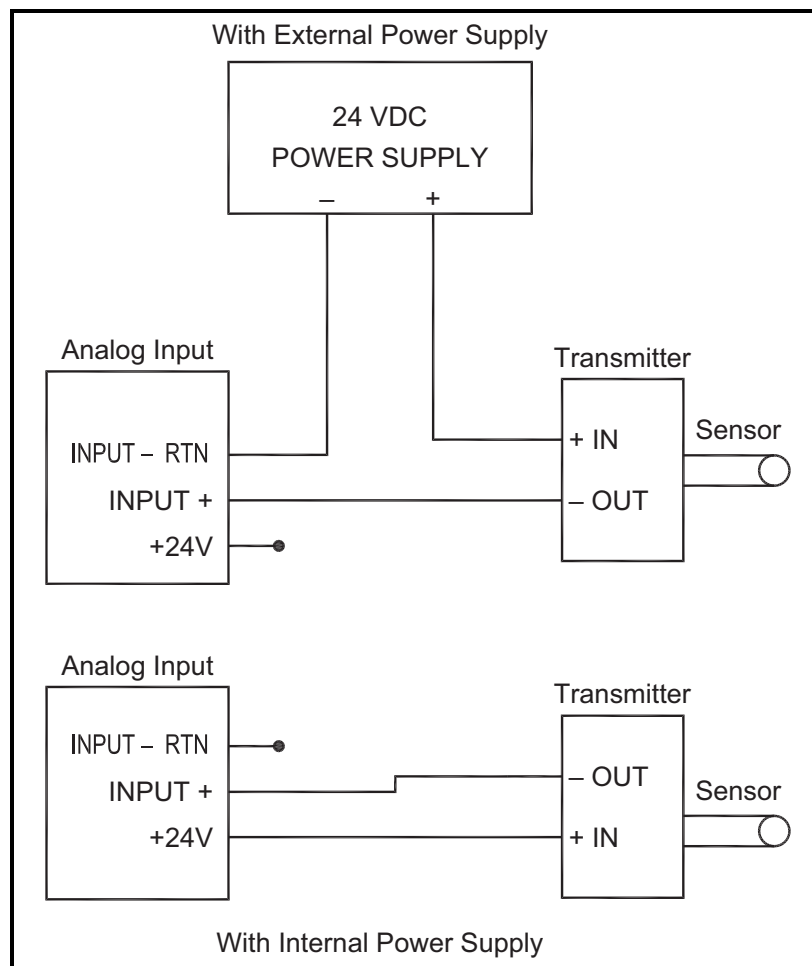 With External Power Supply
24 VDC
POWER SUPPLY
– +
Analog Input
INPUT – RTN
INPUT +
+24V
Transmitter
+ IN
– OUT
Sensor
Analog Input
INPUT – RTN
INPUT +
+24V
Transmitter
– OUT
+ IN
Sensor
With Internal Power Supply